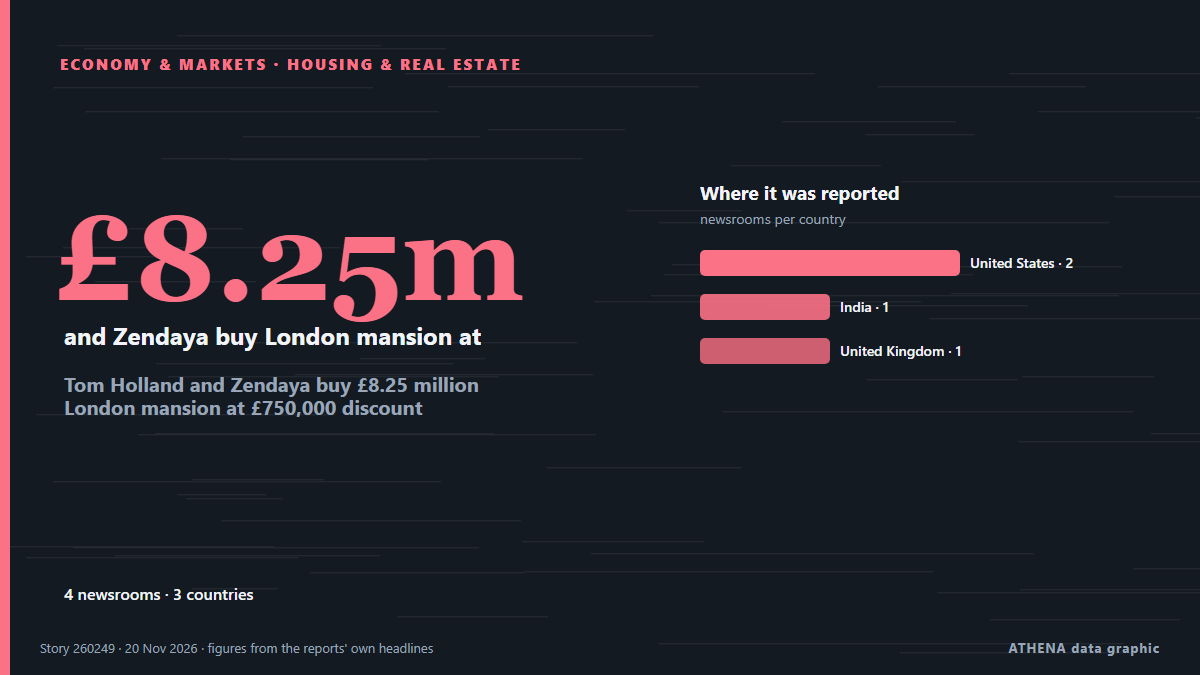 ECONOMY & MARKETS · HOUSING & REAL ESTATE
£8.25m
and Zendaya buy London mansion at
Tom Holland and Zendaya buy £8.25 million
London mansion at £750,000 discount
Where it was reported
newsrooms per country
United States · 2
India · 1
United Kingdom · 1
4 newsrooms · 3 countries
Story 260249 · 20 Nov 2026 · figures from the reports' own headlines
ATHENA data graphic